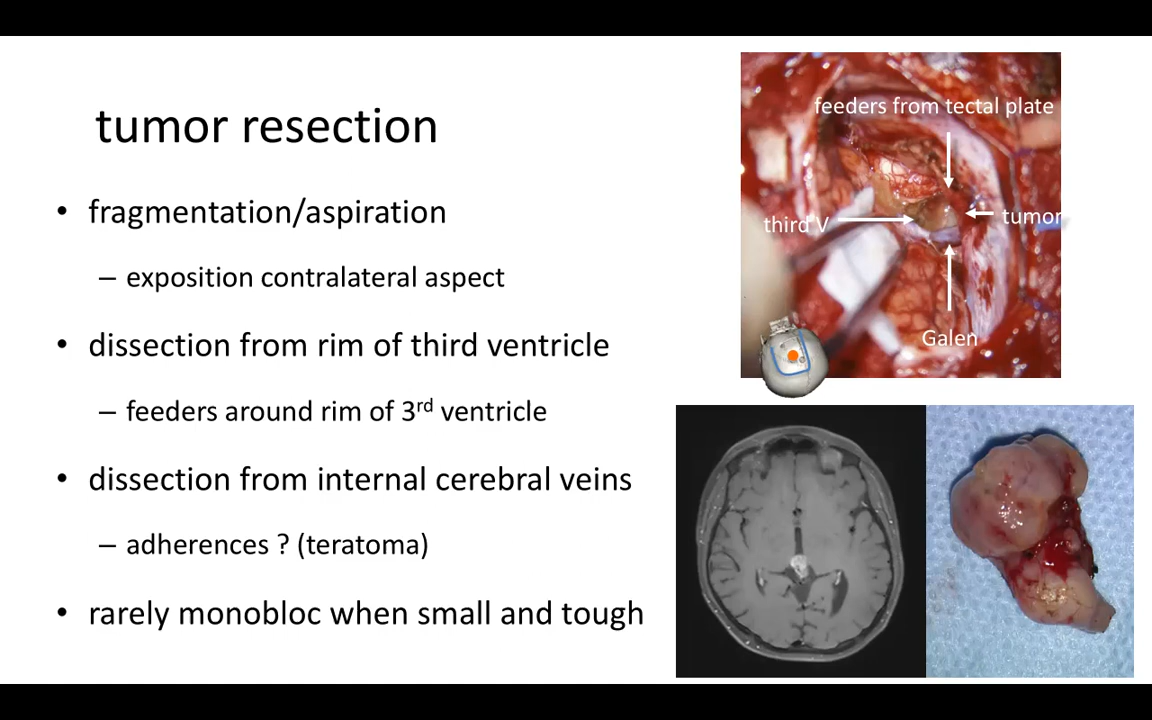 tumor resection
• fragmentation/aspiration
– exposition contralateral aspect
• dissection from rim of third ventricle
– feeders around rim of 3rd ventricle
• dissection from internal cerebral veins
– adherences ? (teratoma)
• rarely monobloc when small and tough
feeders from tectal plate
third V
tumor
Galen